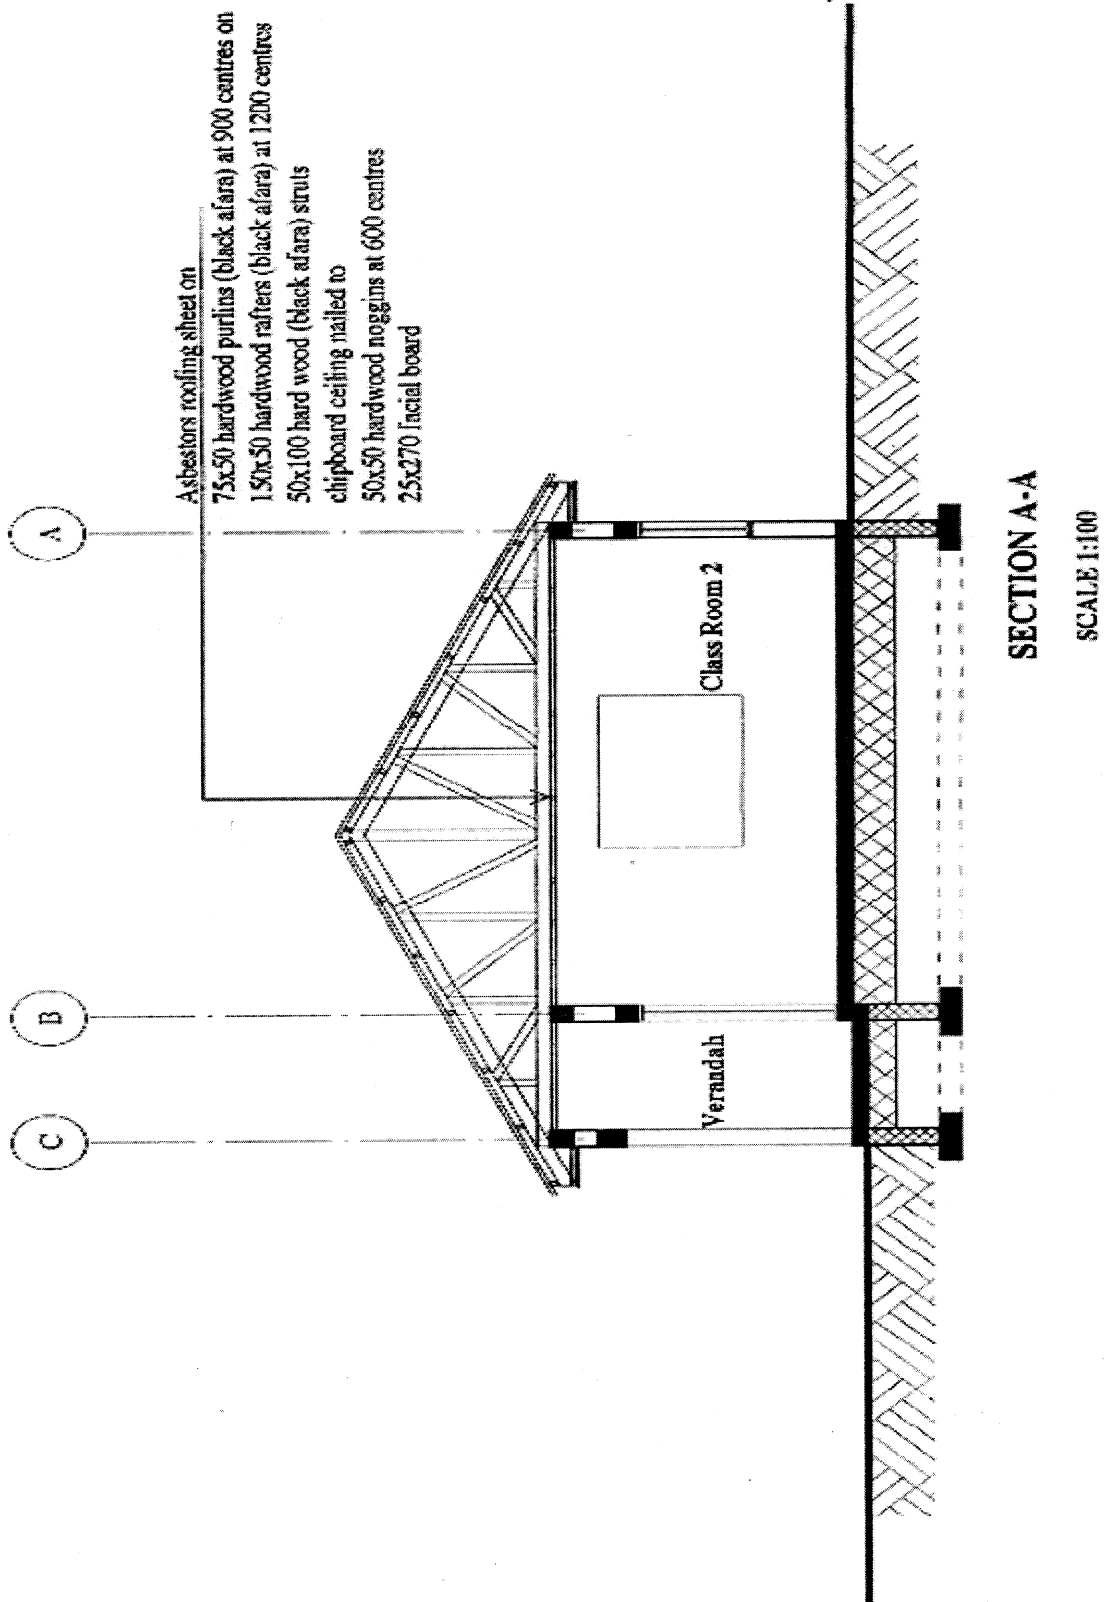 C
B
A
Asbestors roofing sheet on
75x50 hardwood purlins (black afara) at 900 centres on
150x50 hardwood rafters (black afara) at 1200 centres
50x100 hard wood (black afara) struts
chipboard ceiling nailed to
50x50 hardwood noggins at 600 centres
25x270 facial board
Verandah
Class Room 2
SECTION A-A
SCALE 1:100